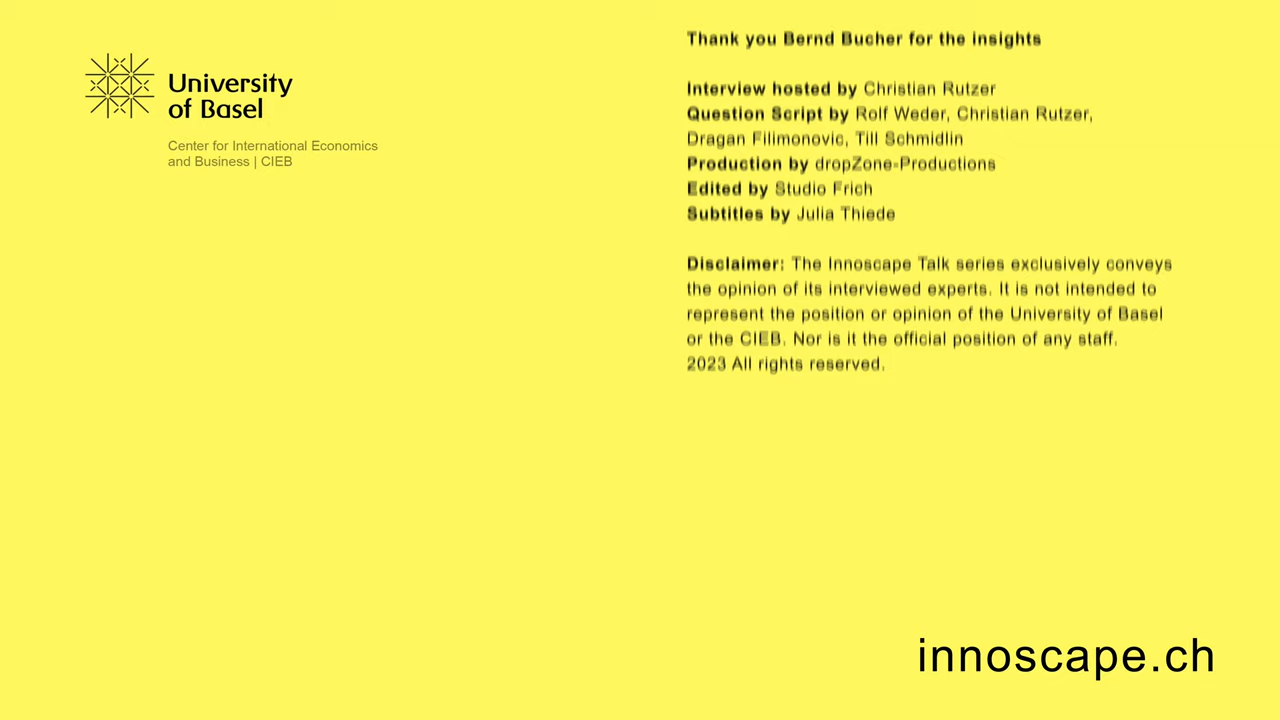 University
of Basel
Center for International Economics
and Business | CIEB
Thank you Bernd Bucher for the insights
Interview hosted by Christian Rutzer
Question Script by Rolf Weder, Christian Rutzer,
Dragan Filimonovic, Till Schmidlin
Production by dropZone-Productions
Edited by Studio Frich
Subtitles by Julia Thiede
Disclaimer: The Innoscape Talk series exclusively conveys
the opinion of its interviewed experts. It is not intended to
represent the position or opinion of the University of Basel
or the CIEB. Nor is it the official position of any staff.
2023 All rights reserved.
innoscape.ch